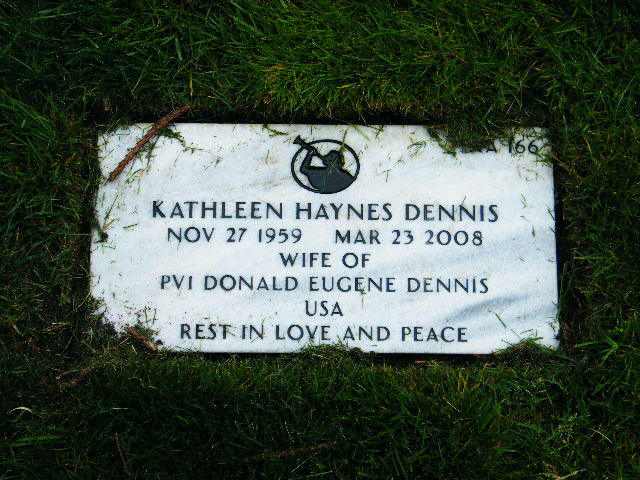 166
KATHLEEN HAYNES DENNIS
NOV 27 1959 MAR 23 2008
WIFE OF
PV1 DONALD EUGENE DENNIS
USA
REST IN LOVE AND PEACE